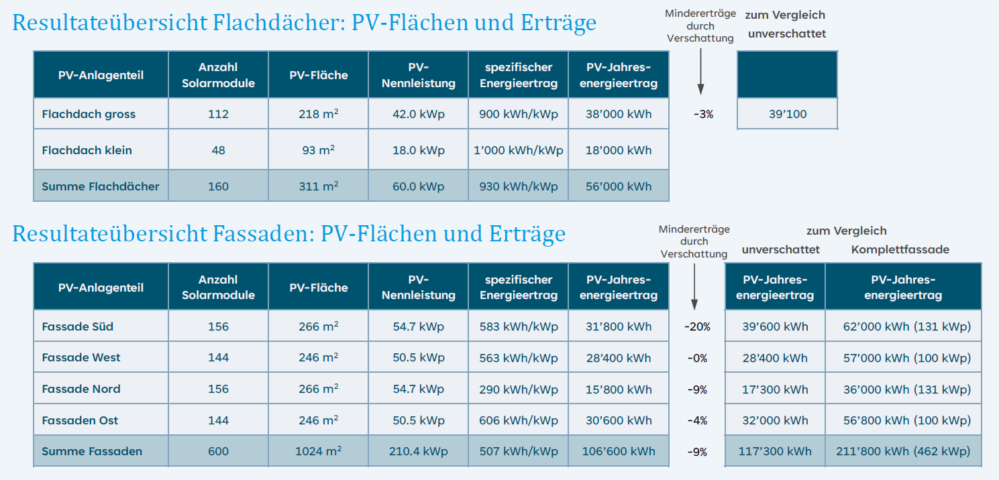 Resultateübersicht Flachdächer: PV-Flächen und Erträge
Mindererträge
durch
Verschattung
zum Vergleich
unverschattet
PV-Anlagenteil
Anzahl
Solarmodule
PV-Fläche
PV-
Nennleistung
spezifischer
Energieertrag
PV-Jahres-
energieertrag
Flachdach gross 112 218 m² 42.0 kWp 900 kWh/kWp 38’000 kWh -3% 39’100
Flachdach klein 48 93 m² 18.0 kWp 1’000 kWh/kWp 18’000 kWh
Summe Flachdächer 160 311 m² 60.0 kWp 930 kWh/kWp 56’000 kWh
Resultateübersicht Fassaden: PV-Flächen und Erträge
Mindererträge
durch
Verschattung
zum Vergleich
unverschattet Komplettfassade
PV-Anlagenteil
Anzahl
Solarmodule
PV-Fläche
PV-
Nennleistung
spezifischer
Energieertrag
PV-Jahres-
energieertrag
PV-Jahres-
energieertrag
PV-Jahres-
energieertrag
Fassade Süd 156 266 m² 54.7 kWp 583 kWh/kWp 31’800 kWh -20% 39’600 kWh 62’000 kWh (131 kWp)
Fassade West 144 246 m² 50.5 kWp 563 kWh/kWp 28’400 kWh -0% 28’400 kWh 57’000 kWh (100 kWp)
Fassade Nord 156 266 m² 54.7 kWp 290 kWh/kWp 15’800 kWh -9% 17’300 kWh 36’000 kWh (131 kWp)
Fassaden Ost 144 246 m² 50.5 kWp 606 kWh/kWp 30’600 kWh -4% 32’000 kWh 56’800 kWh (100 kWp)
Summe Fassaden 600 1024 m² 210.4 kWp 507 kWh/kWp 106’600 kWh -9% 117’300 kWh 211’800 kWh (462 kWp)